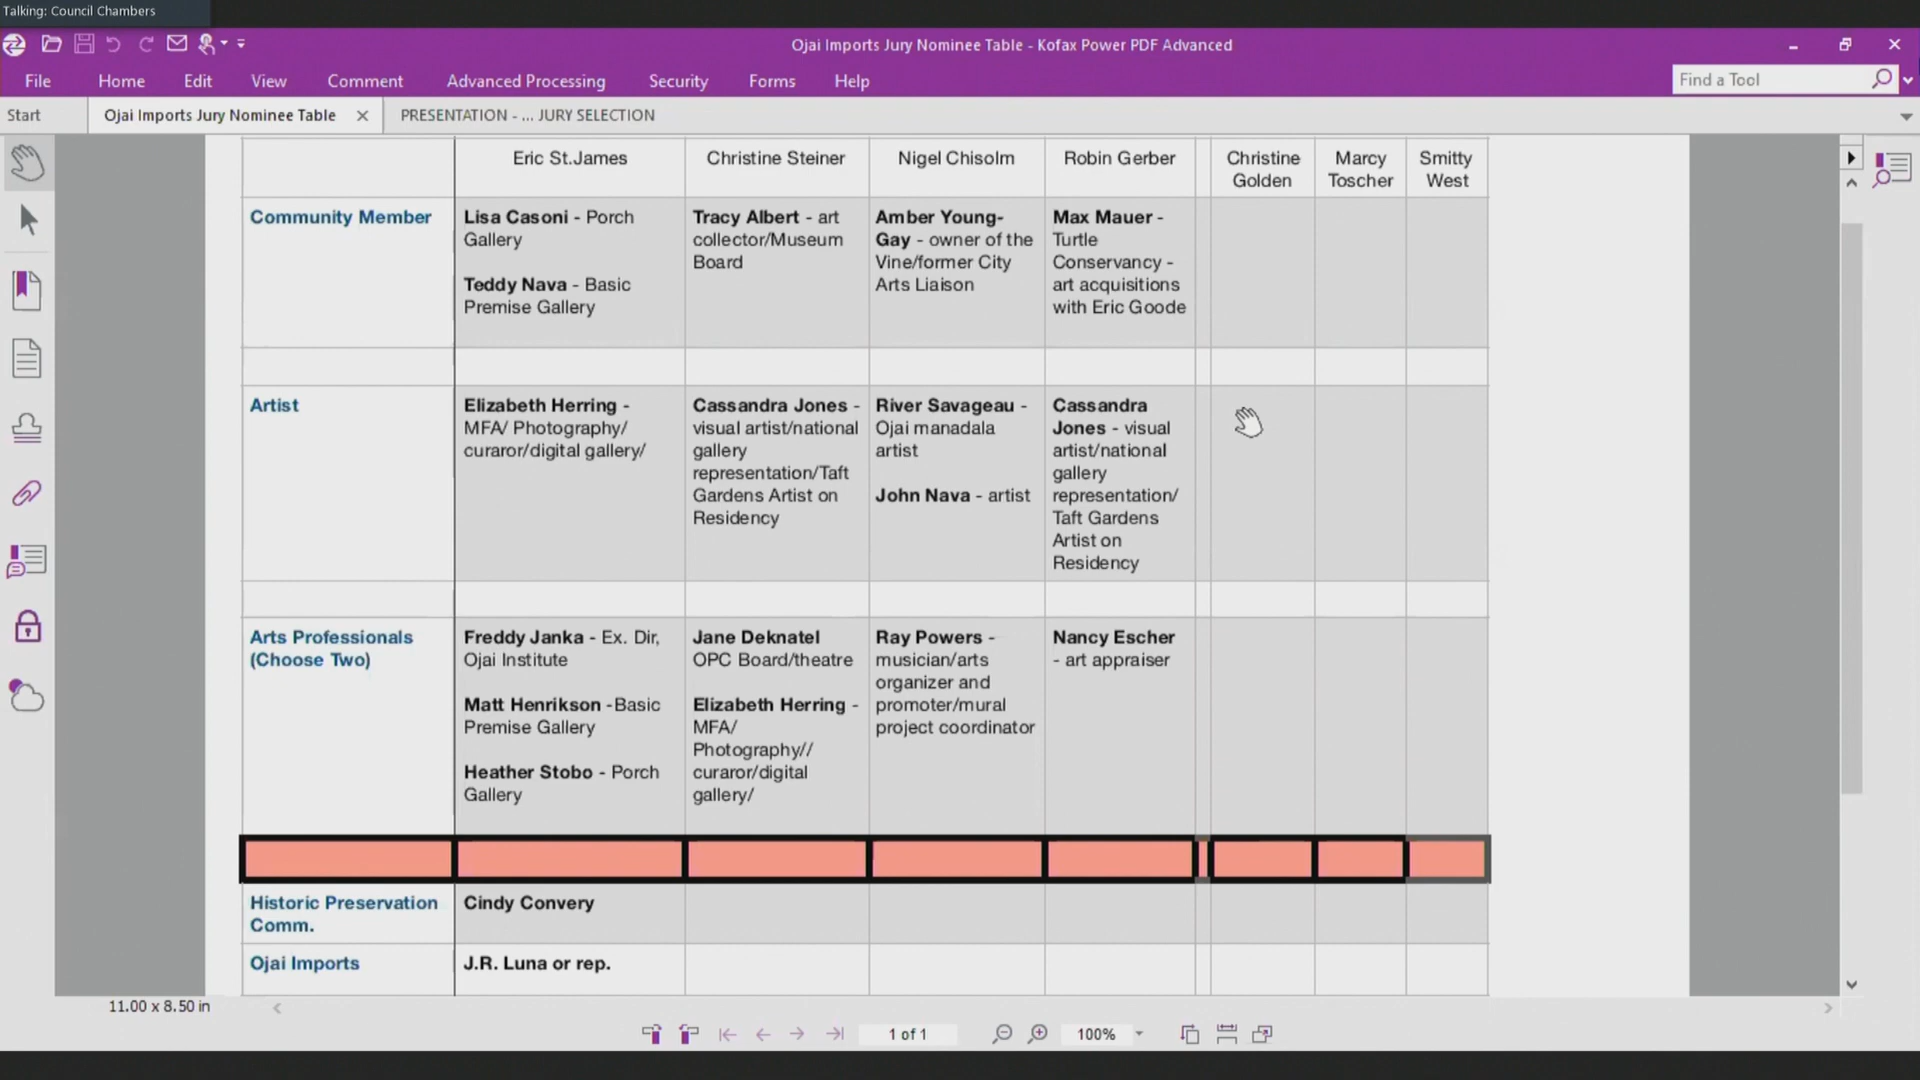 Talking: Council Chambers
Ojai Imports Jury Nominee Table - Kofax Power PDF Advanced
File Home Edit View Comment Advanced Processing Security Forms Help Find a Tool
Start Ojai Imports Jury Nominee Table PRESENTATION - ... JURY SELECTION
Eric St.James
Christine Steiner
Nigel Chisolm
Robin Gerber
Christine
Golden
Marcy
Toscher
Smitty
West
Community Member
Lisa Casoni - Porch
Gallery
Teddy Nava - Basic
Premise Gallery
Tracy Albert - art
collector/Museum
Board
Amber Young-
Gay - owner of the
Vine/former City
Arts Liaison
Max Mauer -
Turtle
Conservancy -
art acquisitions
with Eric Goode
Artist
Elizabeth Herring -
MFA/ Photography/
curaror/digital gallery/
Cassandra Jones -
visual artist/national
gallery
representation/Taft
Gardens Artist on
Residency
River Savageau -
Ojai manadala
artist
John Nava - artist
Cassandra
Jones - visual
artist/national
gallery
representation/
Taft Gardens
Artist on
Residency
Arts Professionals
(Choose Two)
Freddy Janka - Ex. Dir,
Ojai Institute
Matt Henrikson -Basic
Premise Gallery
Heather Stobo - Porch
Gallery
Jane Deknatel
OPC Board/theatre
Elizabeth Herring -
MFA/
Photography//
curaror/digital
gallery/
Ray Powers -
musician/arts
organizer and
promoter/mural
project coordinator
Nancy Escher
- art appraiser
Historic Preservation
Comm.
Cindy Convery
Ojai Imports
J.R. Luna or rep.
11.00 x 8.50 in
1 of 1
100%